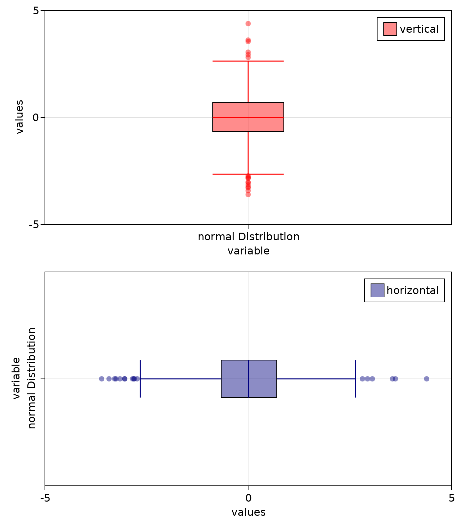 5
vertical
values
0
-5
normal Distribution
variable
horizontal
variable
normal Distribution
-5
0
5
values